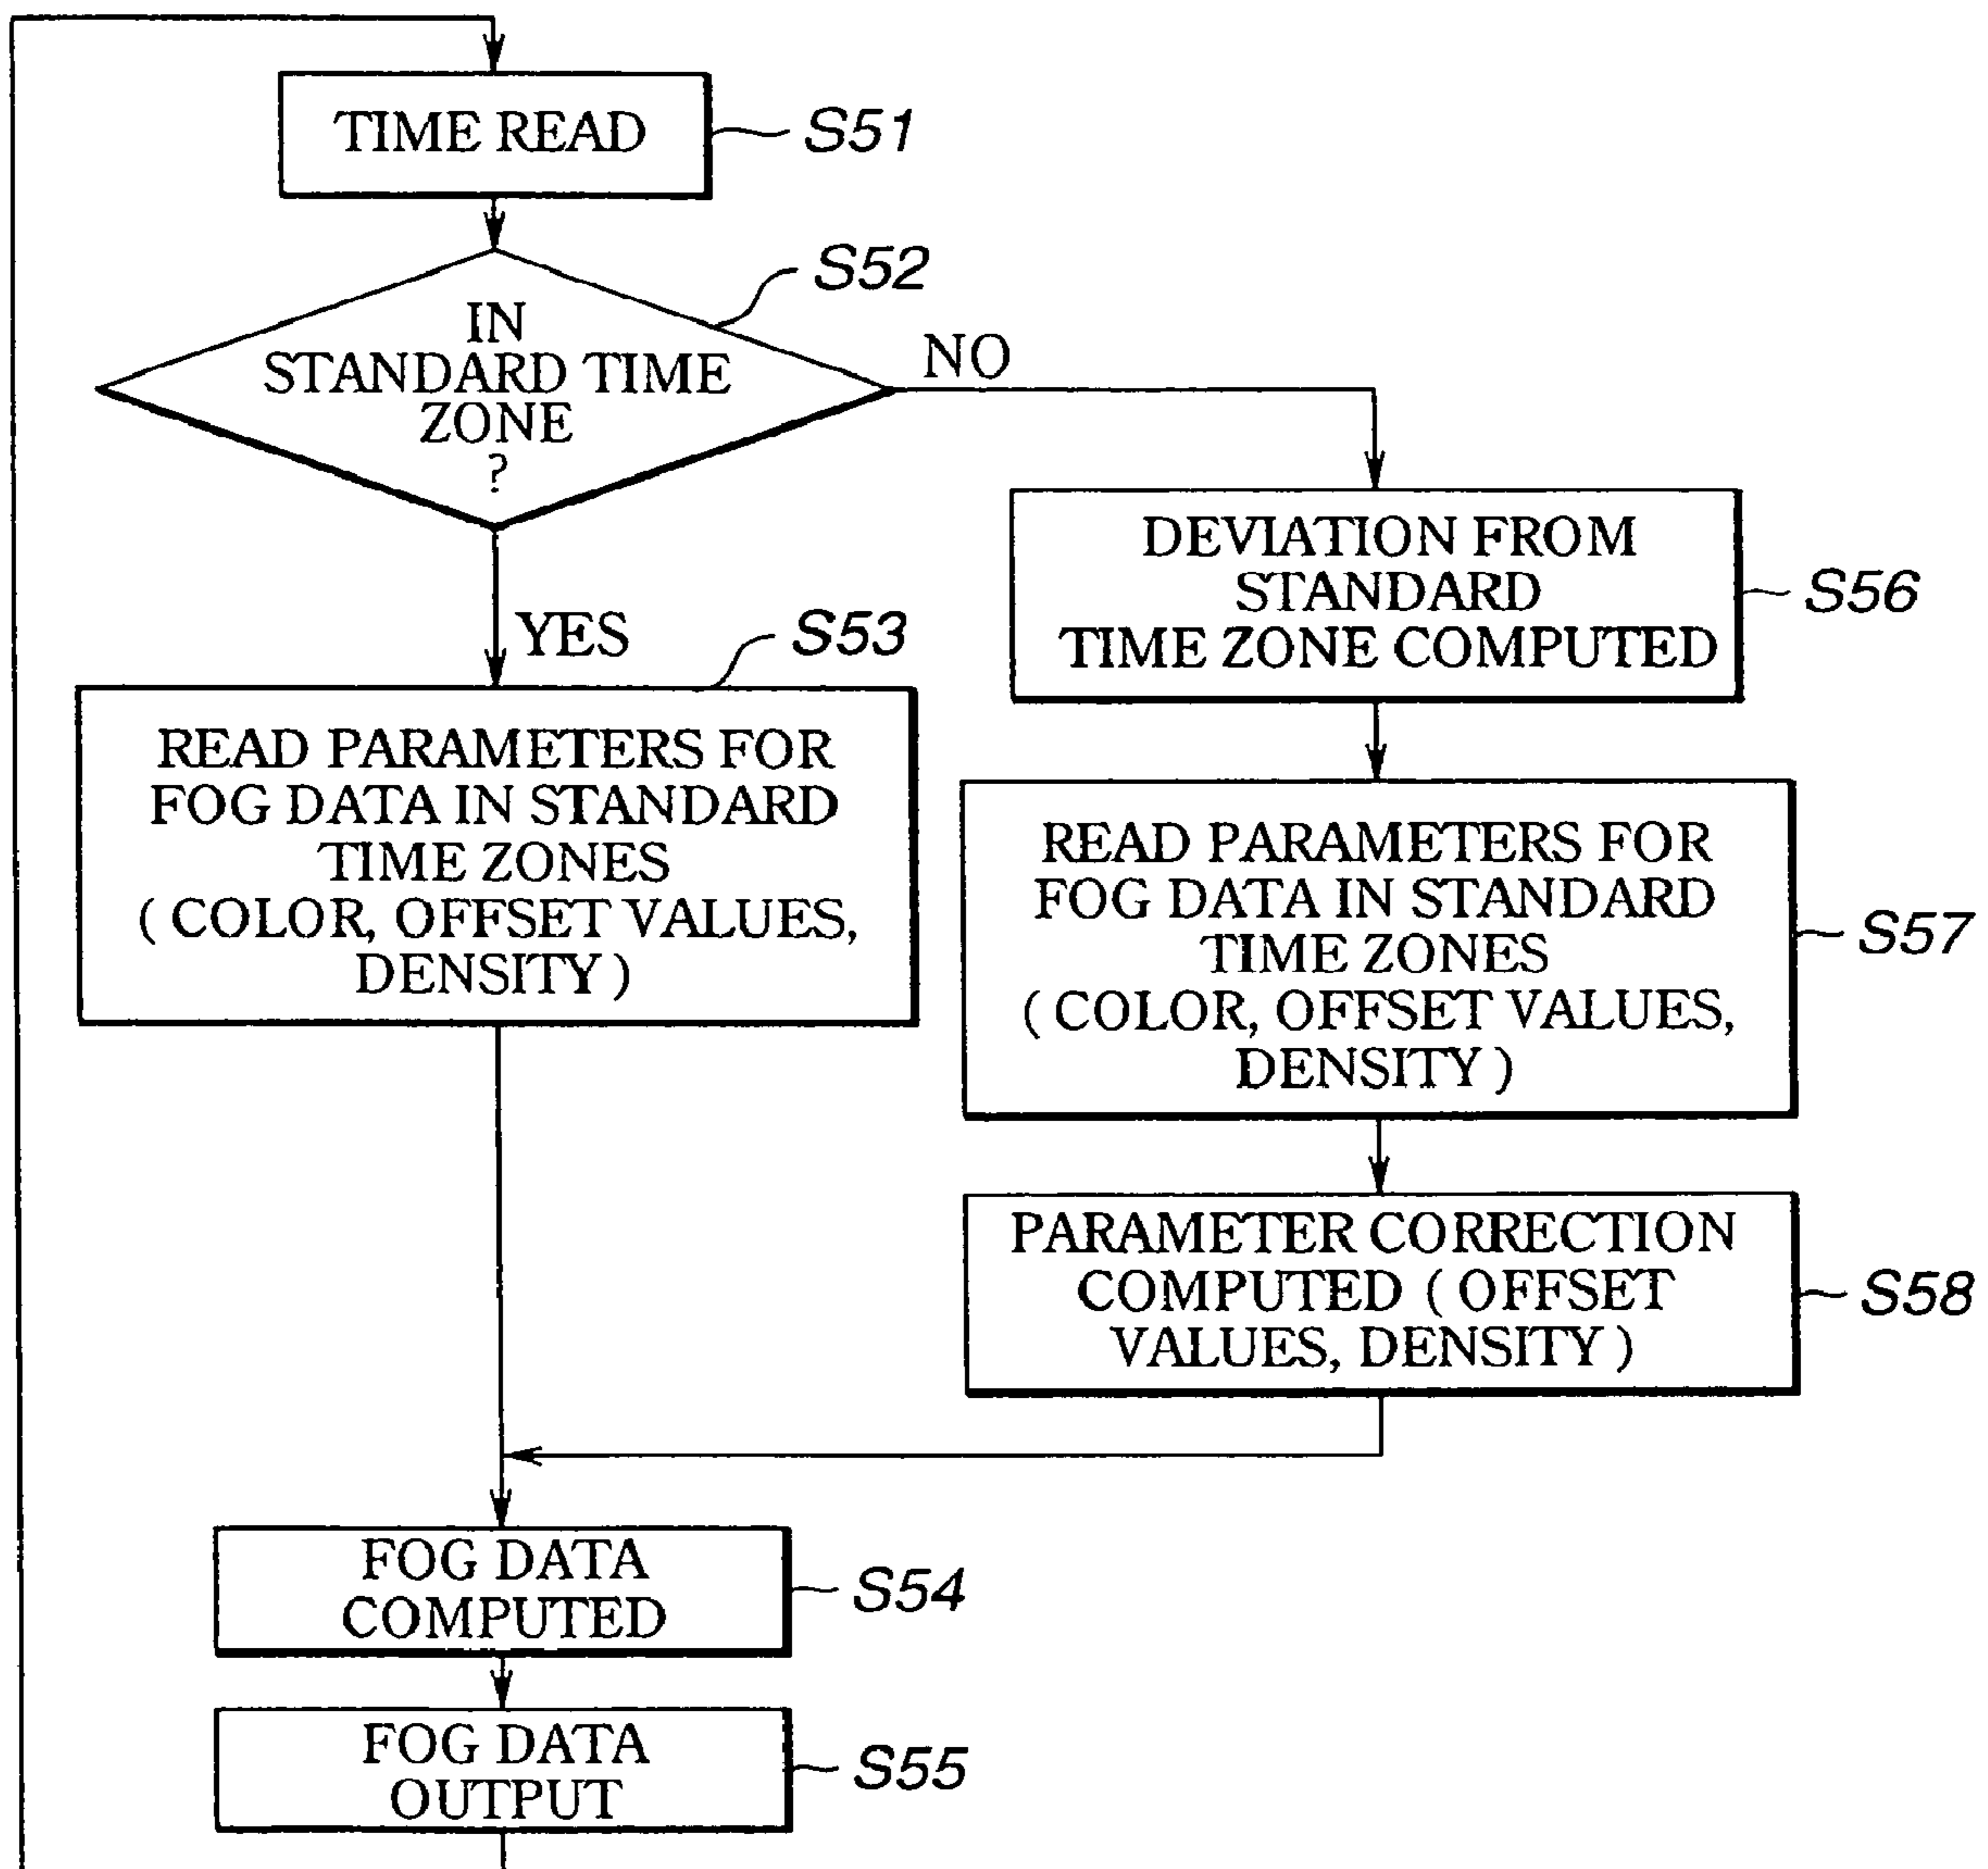 TIME READ
S51
S52
IN
STANDARD TIME
ZONE
?
NO
YES
S53
READ PARAMETERS FOR
FOG DATA IN STANDARD
TIME ZONES
( COLOR, OFFSET VALUES,
DENSITY )
DEVIATION FROM
STANDARD
TIME ZONE COMPUTED
S56
READ PARAMETERS FOR
FOG DATA IN STANDARD
TIME ZONES
( COLOR, OFFSET VALUES,
DENSITY )
S57
PARAMETER CORRECTION
COMPUTED ( OFFSET
VALUES, DENSITY )
S58
FOG DATA
COMPUTED
S54
FOG DATA
OUTPUT
S55